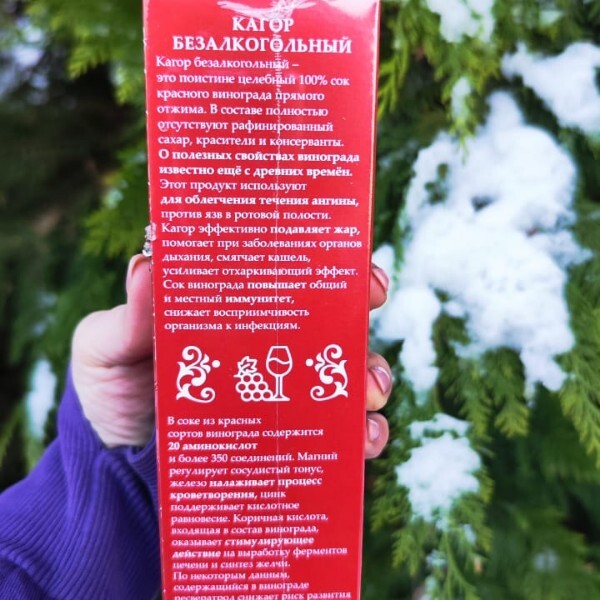 КАГОР
БЕЗАЛКОГОЛЬНЫЙ
Кагор безалкогольный –
это поистине целебный 100% сок
красного винограда прямого
отжима. В составе полностью
отсутствуют рафинированный
сахар, красители и консерванты.
О полезных свойствах винограда
известно ещё с древних времён.
Этот продукт используют
для облегчения течения ангины,
против язв в ротовой полости.
Кагор эффективно подавляет жар,
помогает при заболеваниях органов
дыхания, смягчает кашель,
усиливает отхаркивающий эффект.
Сок винограда повышает общий
и местный иммунитет,
снижает восприимчивость
организма к инфекциям.
В соке из красных
сортов винограда содержится
20 аминокислот
и более 350 соединений. Магний
регулирует сосудистый тонус,
железо налаживает процесс
кроветворения, цинк
поддерживает кислотное
равновесие. Коричная кислота,
входящая в состав винограда,
оказывает стимулирующее
действие на выработку ферментов
печени и синтез желчи.
По некоторым данным,
содержащийся в винограде
ресвератрол снижает риск развития